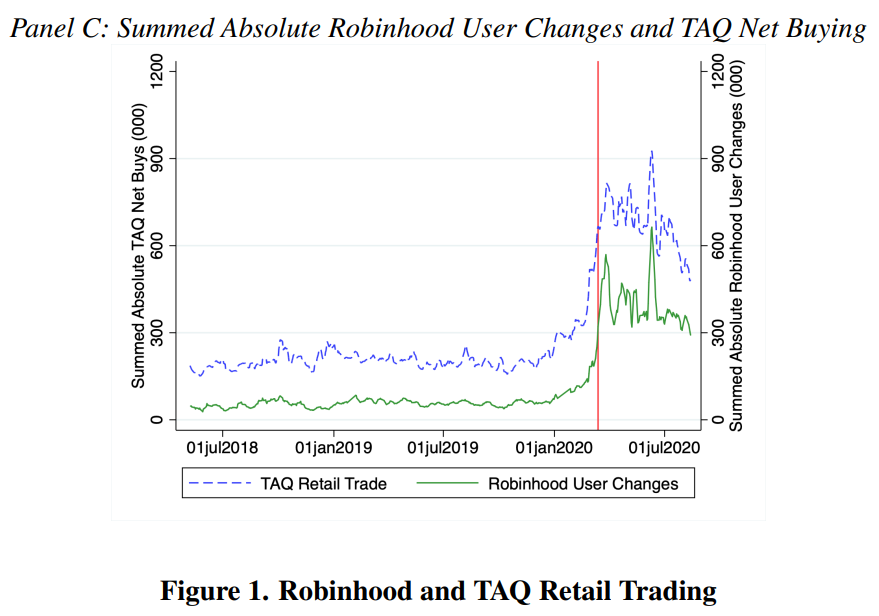 Panel C: Summed Absolute Robinhood User Changes and TAQ Net Buying
Summed Absolute TAQ Net Buys (000)
0 300 600 900 1200
0 300 600 900 1200
Summed Absolute Robinhood User Changes (000)
01jul2018 01jan2019 01jul2019 01jan2020 01jul2020
TAQ Retail Trade Robinhood User Changes
Figure 1. Robinhood and TAQ Retail Trading